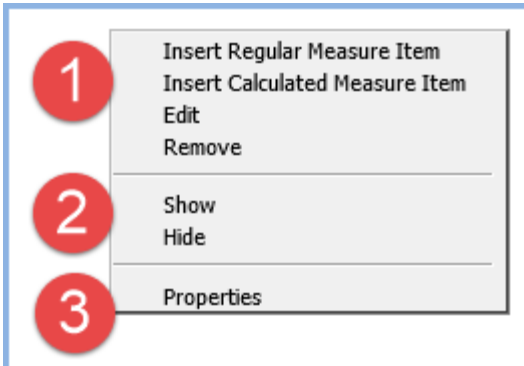 1
Insert Regular Measure Item
Insert Calculated Measure Item
Edit
Remove
2
Show
Hide
3
Properties